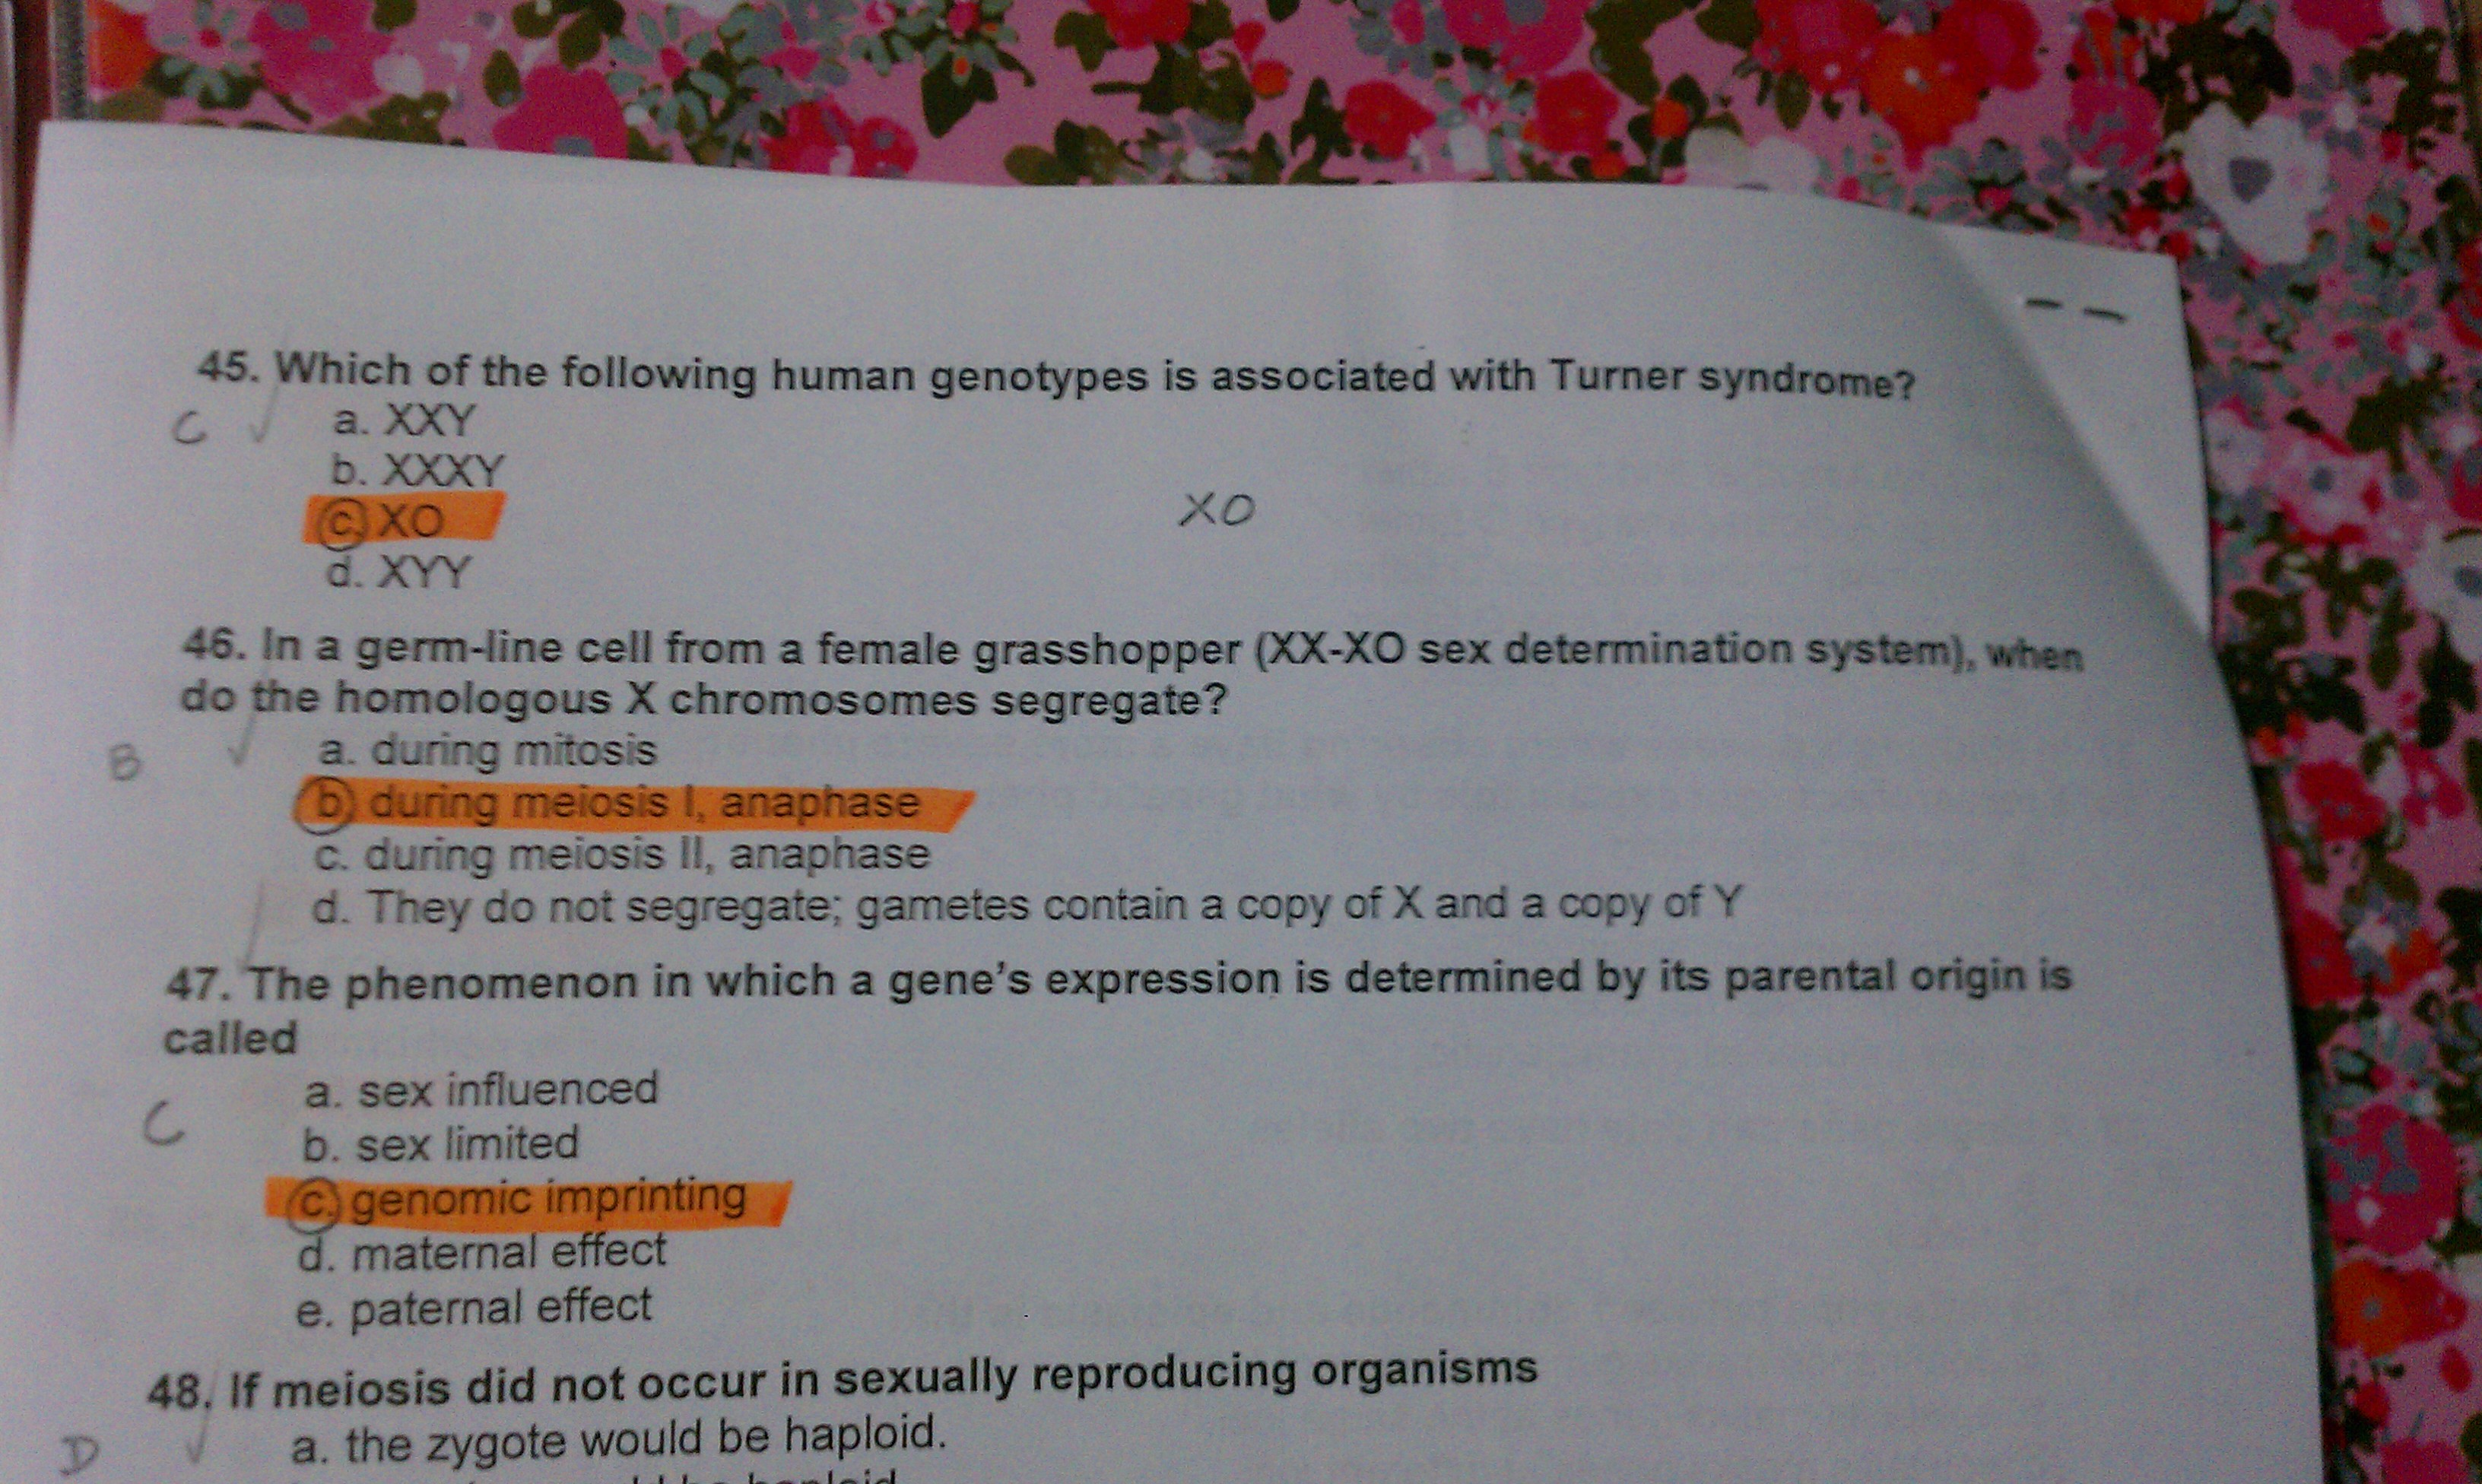 45. Which of the following human genotypes is associated with Turner syndrome?
C ✓ a. XXY
b. XXXY
c. XO
XO
d. XYY
46. In a germ-line cell from a female grasshopper (XX-XO sex determination system), when
do the homologous X chromosomes segregate?
B ✓ a. during mitosis
b) during meiosis I, anaphase
c. during meiosis II, anaphase
d. They do not segregate; gametes contain a copy of X and a copy of Y
47. The phenomenon in which a gene's expression is determined by its parental origin is
called
a. sex influenced
C
b. sex limited
c. genomic imprinting
d. maternal effect
e. paternal effect
48. If meiosis did not occur in sexually reproducing organisms
D ✓ a. the zygote would be haploid.
haploid